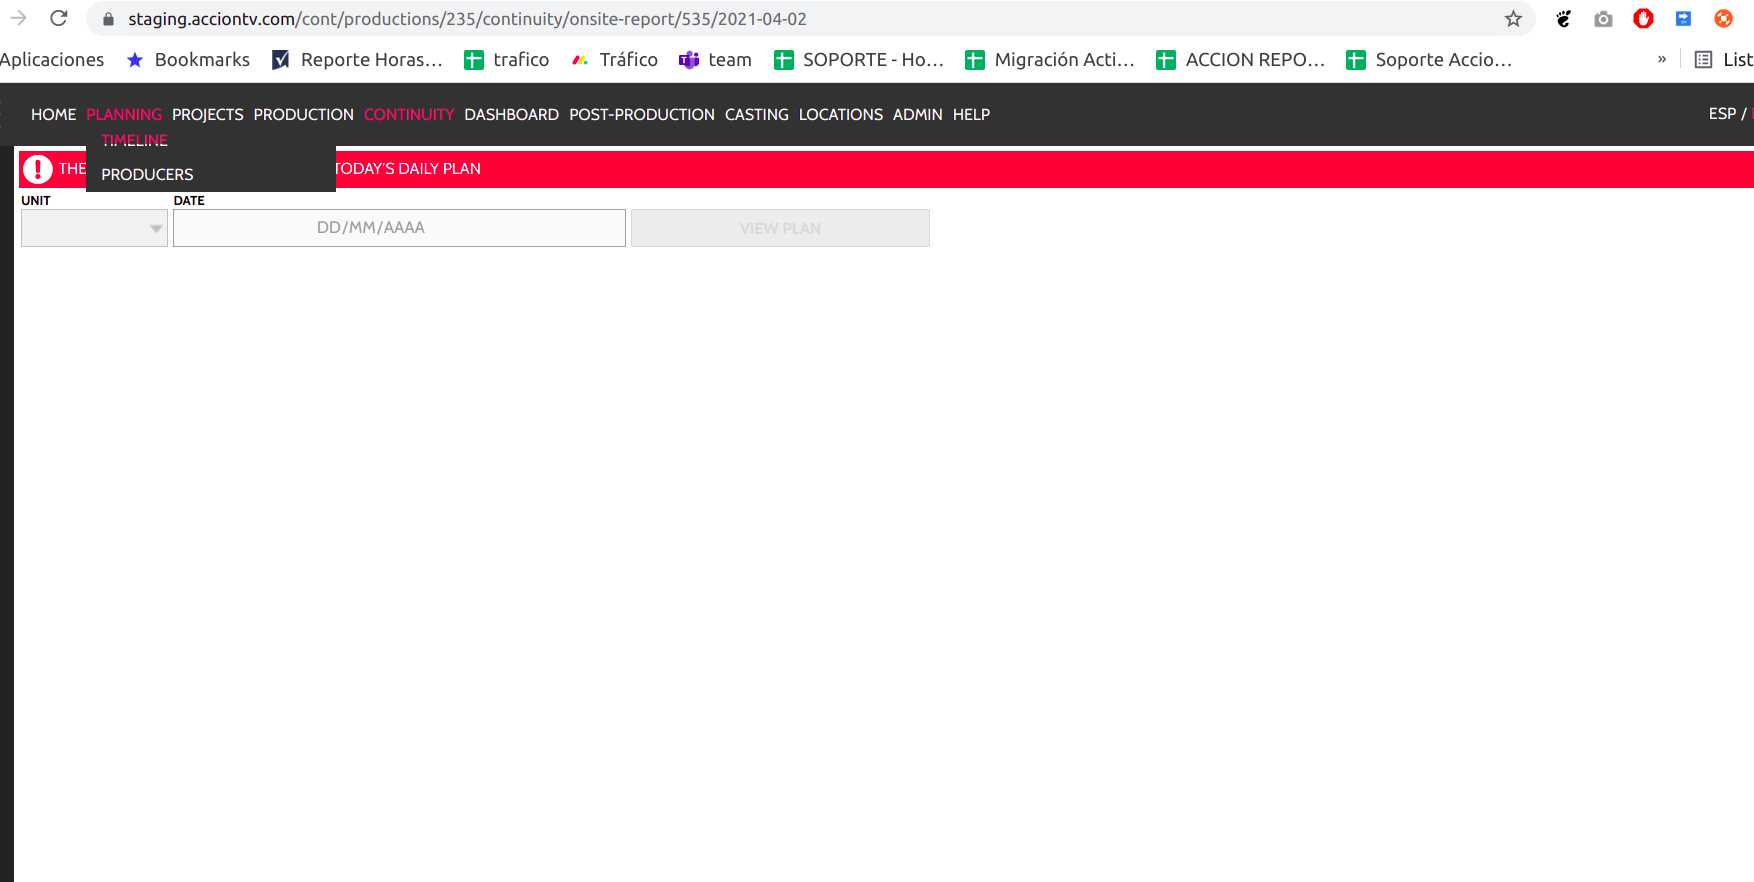 staging.acciontv.com/cont/productions/235/continuity/onsite-report/535/2021-04-02
Aplicaciones Bookmarks Reporte Horas... trafico Tráfico team SOPORTE - Ho... Migración Acti... ACCION REPO... Soporte Accio... » List
HOME PLANNING PROJECTS PRODUCTION CONTINUITY DASHBOARD POST-PRODUCTION CASTING LOCATIONS ADMIN HELP ESP /
TIMELINE
THE TODAY'S DAILY PLAN
PRODUCERS
UNIT DATE
DD/MM/AAAA VIEW PLAN